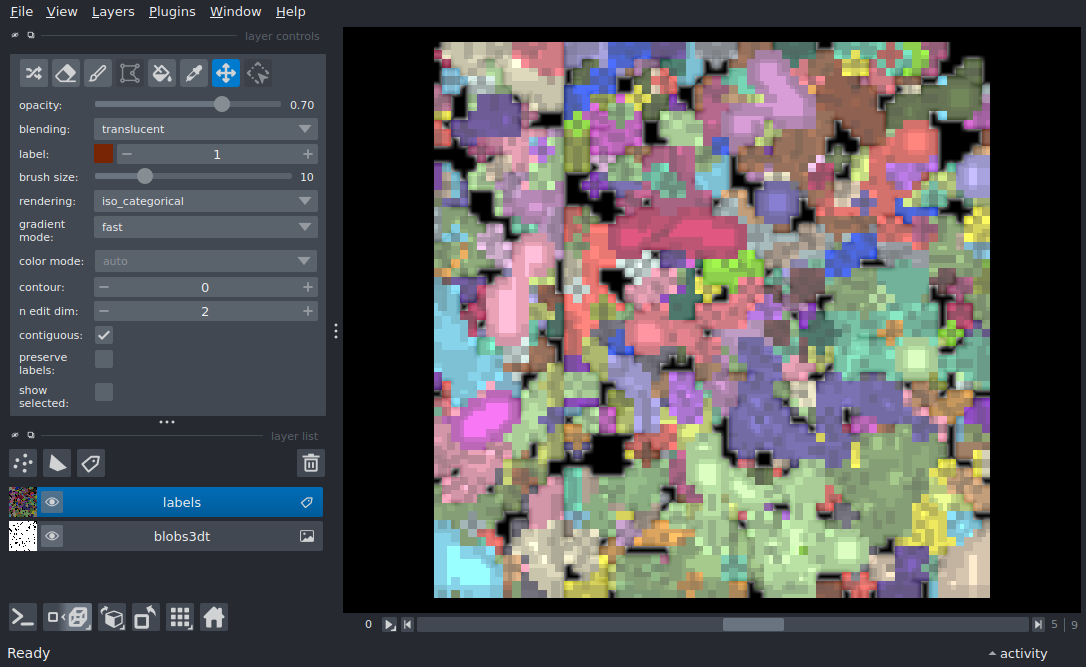 File View Layers Plugins Window Help
layer controls
opacity: 0.70
blending: translucent
label: 1
brush size: 10
rendering: iso_categorical
gradient
mode: fast
color mode: auto
contour: 0
n edit dim: 2
contiguous:
preserve
labels:
show
selected:
layer list
labels
blobs3dt
0 5 | 9
Ready activity